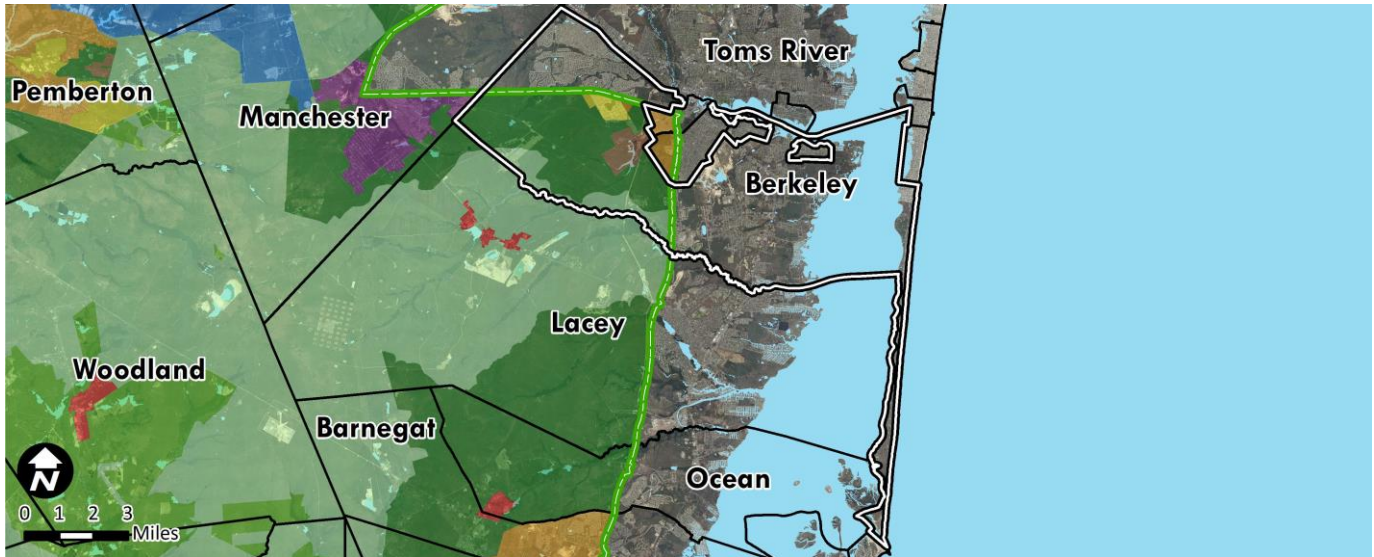 Toms River
Pemberton
Manchester
Berkeley
Lacey
Woodland
Barnegat
Ocean
N
0 1 2 3
Miles